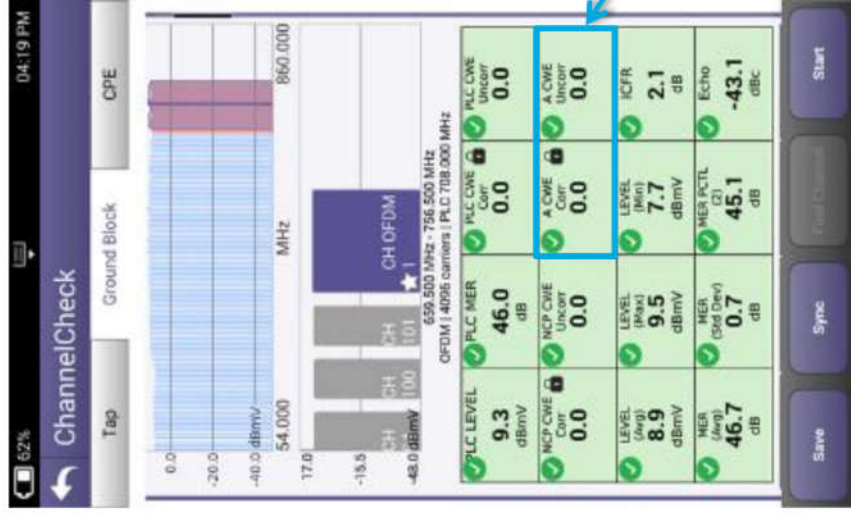 62%
04:19 PM
ChannelCheck
Tap
Ground Block
CPE
0.0
-20.0
-40.0 dBmV
54.000
MHz
860.000
17.0
-15.5
-48.0 dBmV
CH
CH
100
CH
101
CH OFDM
1
659.500 MHz - 756.500 MHz
OFDM | 4096 carriers | PLC 708.000 MHz
PLC LEVEL
9.3
dBmV
PLC MER
46.0
dB
PLC CWE
Corr
0.0
PLC CWE
Uncorr
0.0
NCP CWE
Corr
0.0
NCP CWE
Uncorr
0.0
A CWE
Corr
0.0
A CWE
Uncorr
0.0
LEVEL
(Avg)
8.9
dBmV
LEVEL
(Max)
9.5
dBmV
LEVEL
(Min)
7.7
dBmV
ICFR
2.1
dB
MER
(Avg)
46.7
dB
MER
(Std Dev)
0.7
dB
MER PCTL
(2)
45.1
dB
Echo
-43.1
dBc
Save
Sync
Start